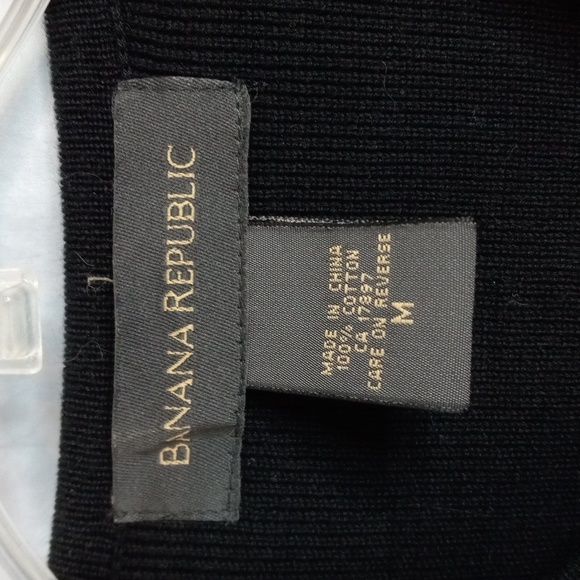 BANANA REPUBLIC
MADE IN CHINA
100% COTTON
CA 17897
CARE ON REVERSE
M